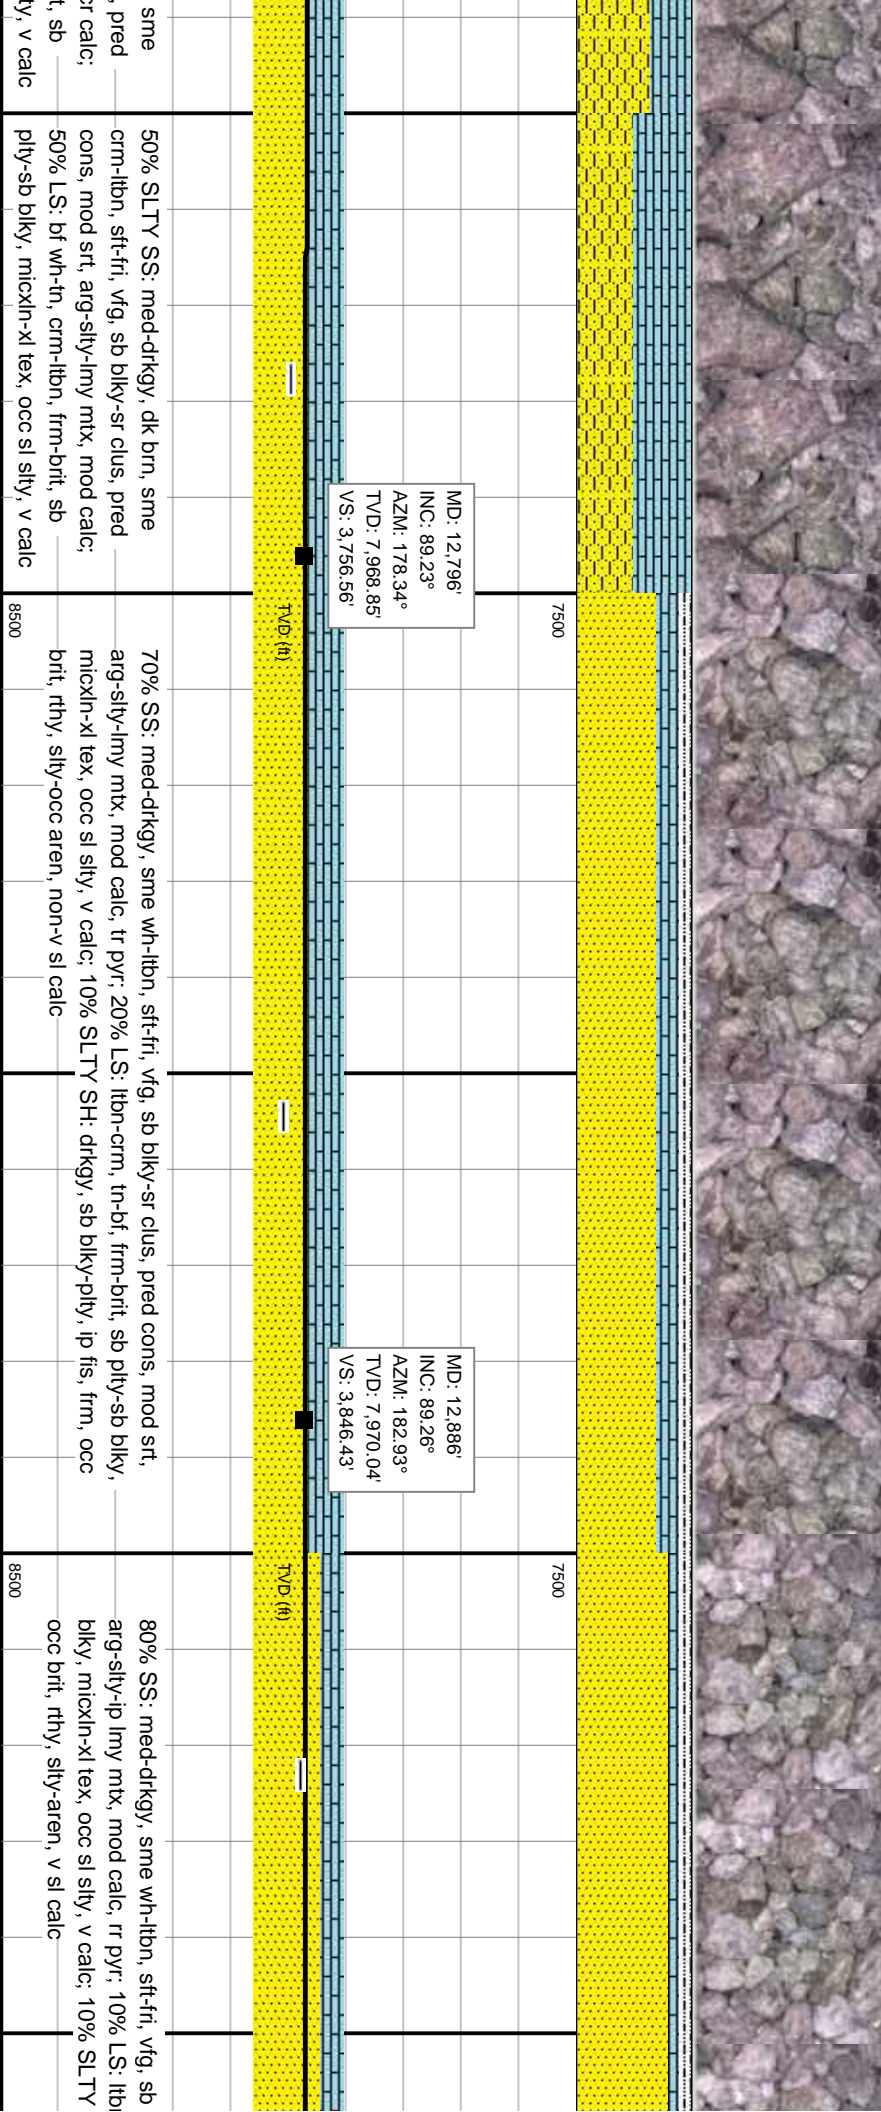 sme
, pred
cr calc;
t, sb
ty, v calc
50% SLTY SS: med-drkgy, dk brn, sme
crm-ltbn, sft-fri, vfg, sb blky-sr clus, pred
cons, mod srt, arg-slty-lmy mtx, mod calc;
50% LS: bf wh-tn, crm-ltbn, frm-brit, sb
plty-sb blky, micxln-xl tex, occ sl slty, v calc
MD: 12,796'
INC: 89.23°
AZM: 178.34°
TVD: 7,968.85'
VS: 3,756.56'
7500
TVD (ft)
8500
70% SS: med-drkgy, sme wh-ltbn, sft-fri, vfg, sb blky-sr clus, pred cons, mod srt,
arg-slty-lmy mtx, mod calc, tr pyr; 20% LS: ltbn-crm, tn-bf, frm-brit, sb plty-sb blky,
micxln-xl tex, occ sl slty, v calc; 10% SLTY SH: drkgy, sb blky-plty, ip fis, frm, occ
brit, rthy, slty-occ aren, non-v sl calc
MD: 12,886'
INC: 89.26°
AZM: 182.93°
TVD: 7,970.04'
VS: 3,846.43'
7500
TVD (ft)
8500
80% SS: med-drkgy, sme wh-ltbn, sft-fri, vfg, sb
arg-slty-ip lmy mtx, mod calc, rr pyr; 10% LS: ltb
blky, micxln-xl tex, occ sl slty, v calc; 10% SLTY
occ brit, rthy, slty-aren, v sl calc